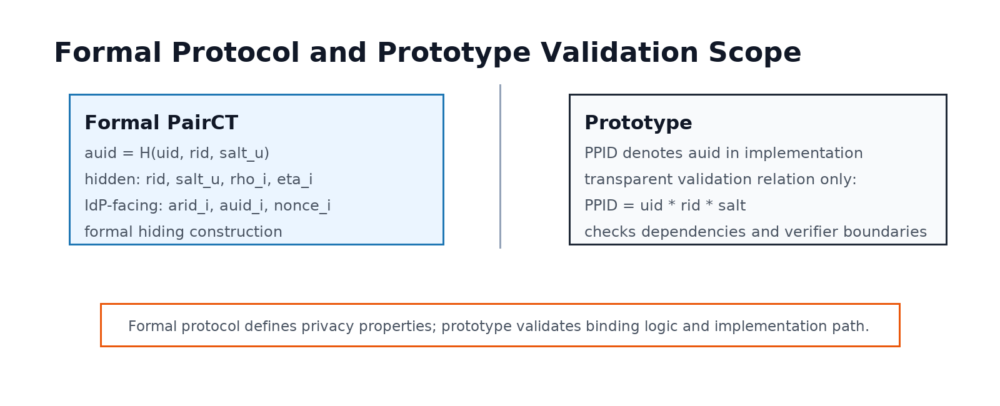 Formal Protocol and Prototype Validation Scope
Formal PairCT
auid = H(uid, rid, salt_u)
hidden: rid, salt_u, rho_i, eta_i
IdP-facing: arid_i, auid_i, nonce_i
formal hiding construction
Prototype
PPID denotes auid in implementation
transparent validation relation only:
PPID = uid * rid * salt
checks dependencies and verifier boundaries
Formal protocol defines privacy properties; prototype validates binding logic and implementation path.